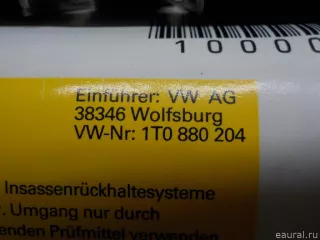 10000
Einführer: VW AG
38346 Wolfsburg
VW-Nr: 1T0 880 204
Insassenrückhaltesysteme
Umgang nur durch
Prüfmittel verwenden
eaural.ru